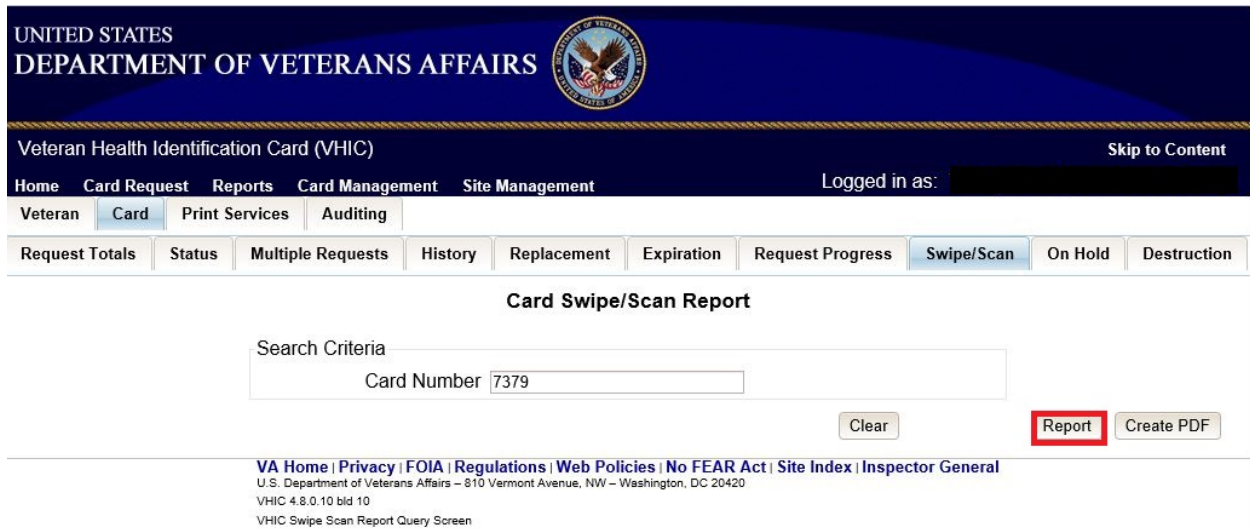 UNITED STATES
DEPARTMENT OF VETERANS AFFAIRS
Veteran Health Identification Card (VHIC)
Skip to Content
Home Card Request Reports Card Management Site Management Logged in as:
Veteran Card Print Services Auditing
Request Totals Status Multiple Requests History Replacement Expiration Request Progress Swipe/Scan On Hold Destruction
Card Swipe/Scan Report
Search Criteria
Card Number 7379
Clear Report Create PDF
VA Home | Privacy | FOIA | Regulations | Web Policies | No FEAR Act | Site Index | Inspector General
U.S. Department of Veterans Affairs – 810 Vermont Avenue, NW – Washington, DC 20420
VHIC 4.8.0.10 bld 10
VHIC Swipe Scan Report Query Screen